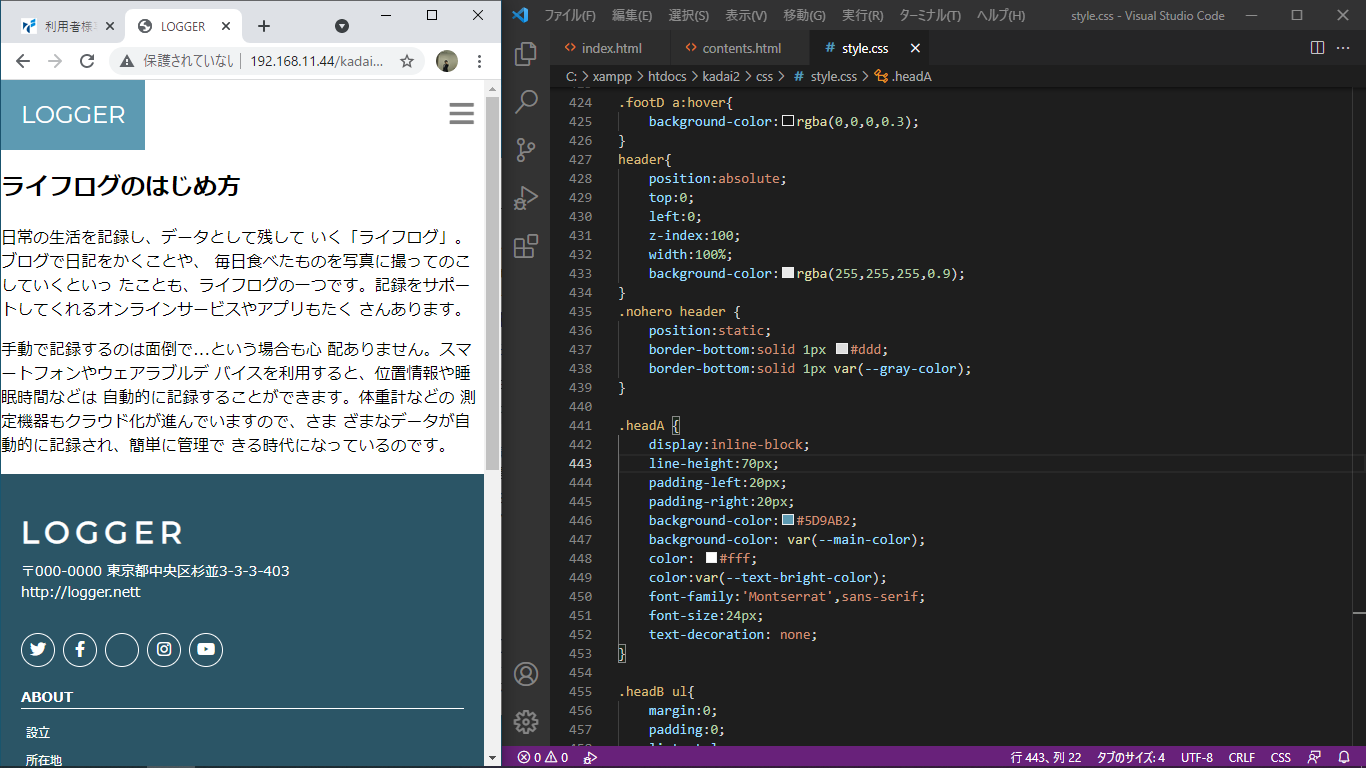 利用者様
LOGGER
保護されていない
192.168.11.44/kadai...
LOGGER
ライフログのはじめ方
日常の生活を記録し、データとして残して いく「ライフログ」。
ブログで日記をかくことや、 毎日食べたものを写真に撮ってのこ
していくといっ たことも、ライフログの一つです。記録をサポー
トしてくれるオンラインサービスやアプリもたく さんあります。
手動で記録するのは面倒で…という場合も心 配ありません。スマ
ートフォンやウェアラブルデ バイスを利用すると、位置情報や睡
眠時間などは 自動的に記録することができます。体重計などの 測
定機器もクラウド化が進んでいますので、さま ざまなデータが自
動的に記録され、簡単に管理で きる時代になっているのです。
LOGGER
〒000-0000 東京都中央区杉並3-3-3-403
http://logger.nett
ABOUT
設立
所在地
ファイル(F) 編集(E) 選択(S) 表示(V) 移動(G) 実行(R) ターミナル(T) ヘルプ(H) style.css - Visual Studio Code
index.html contents.html style.css
C: > xampp > htdocs > kadai2 > css > # style.css > .headA
424 .footD a:hover{
425 background-color:rgba(0,0,0,0.3);
426 }
427 header{
428 position:absolute;
429 top:0;
430 left:0;
431 z-index:100;
432 width:100%;
433 background-color:rgba(255,255,255,0.9);
434 }
435 .nohero header {
436 position:static;
437 border-bottom:solid 1px #ddd;
438 border-bottom:solid 1px var(--gray-color);
439 }
440
441 .headA {
442 display:inline-block;
443 line-height:70px;
444 padding-left:20px;
445 padding-right:20px;
446 background-color:#5D9AB2;
447 background-color: var(--main-color);
448 color: #fff;
449 color:var(--text-bright-color);
450 font-family:'Montserrat',sans-serif;
451 font-size:24px;
452 text-decoration: none;
453 }
454
455 .headB ul{
456 margin:0;
457 padding:0;
0 0 行 443、列 22 タブのサイズ: 4 UTF-8 CRLF CSS